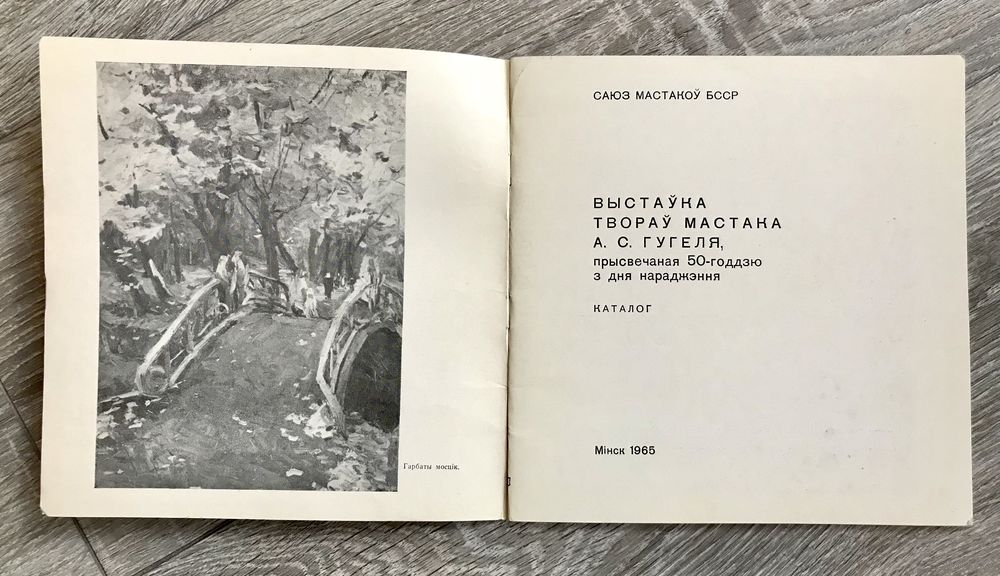 Гарбаты мосцік.
САЮЗ МАСТАКОЎ БССР
ВЫСТАЎКА
ТВОРАЎ МАСТАКА
А. С. ГУГЕЛЯ,
прысвечаная 50-годдзю
з дня нараджэння
КАТАЛОГ
Мінск 1965